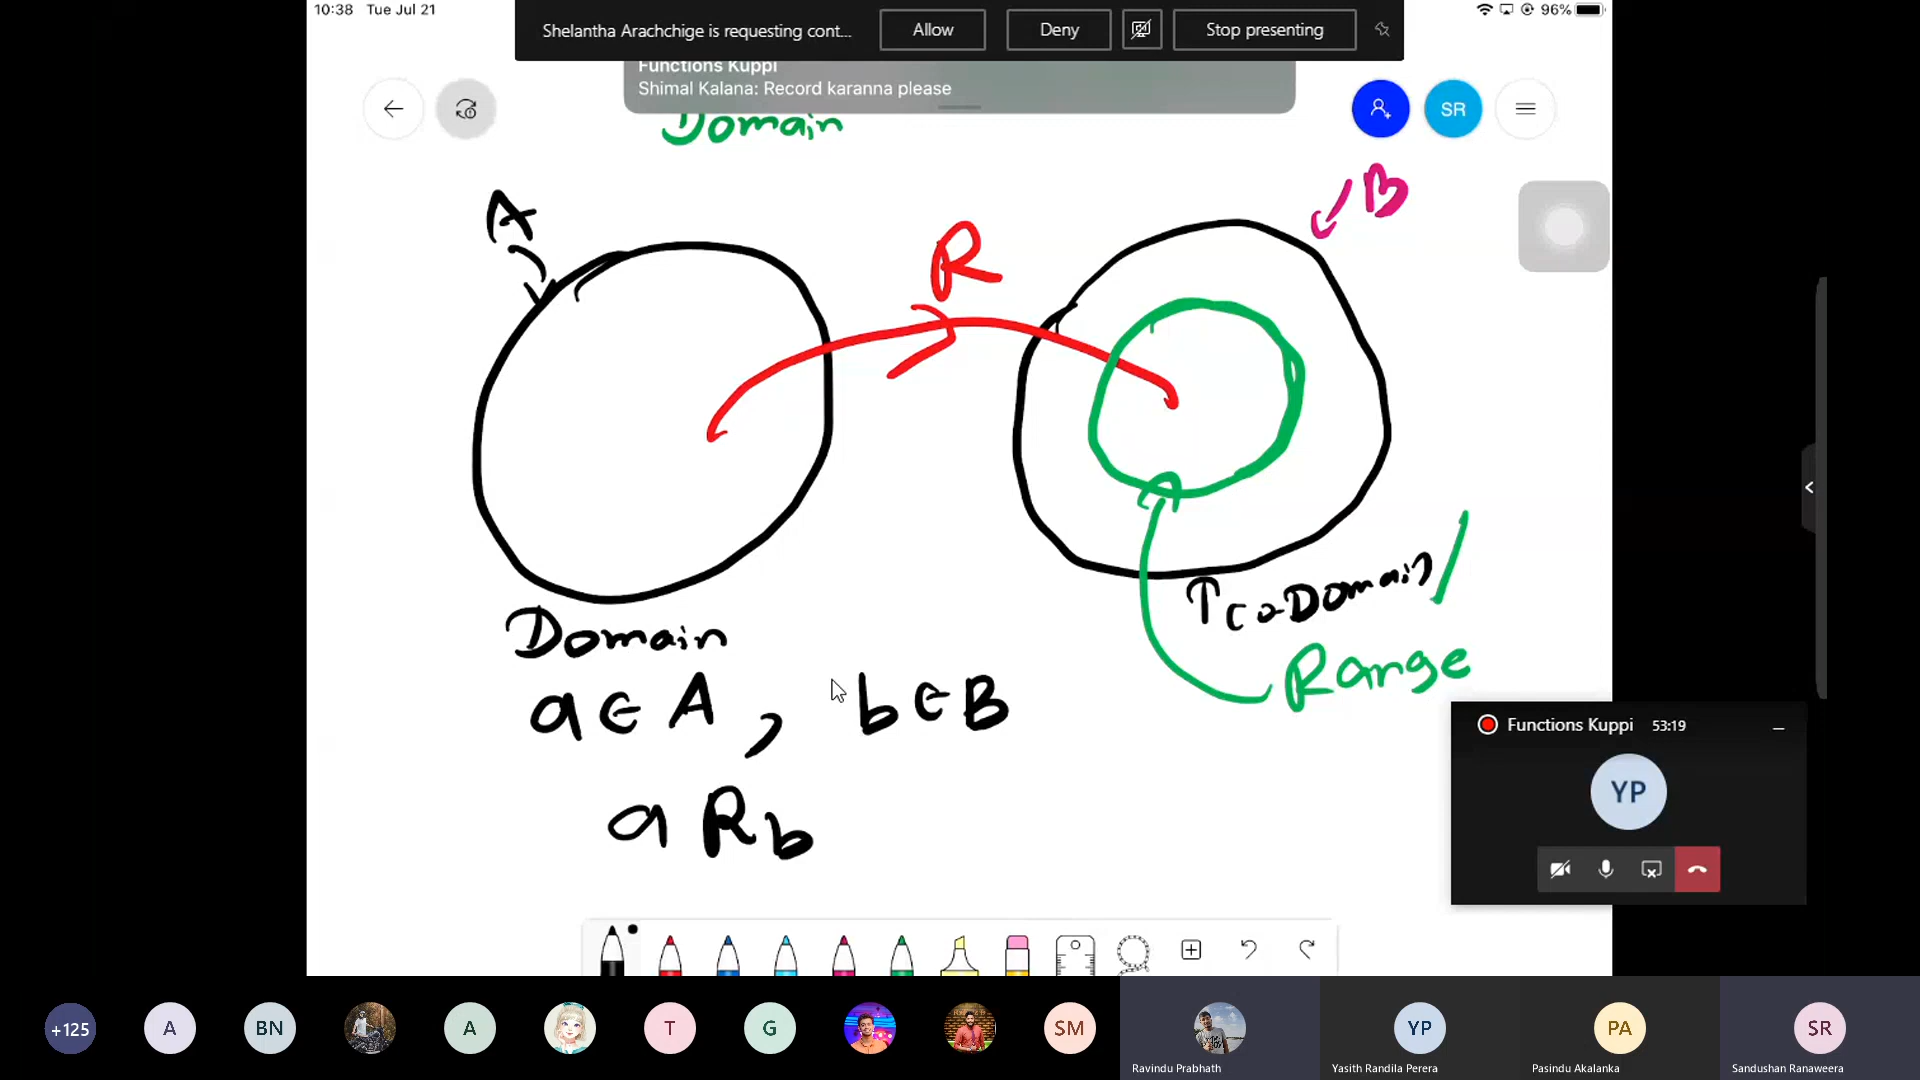 10:38 Tue Jul 21
96%
Shelantha Arachchige is requesting cont...
Allow
Deny
Stop presenting
Functions Kuppi
Shimal Kalana: Record karanna please
SR
Domain
A
R
B
Co-Domain/
Range
Domain
a ∈ A , b ∈ B
a R b
Functions Kuppi 53:19
YP
+125
A
BN
A
T
G
SM
Ravindu Prabhath
YP
Yasith Randila Perera
PA
Pasindu Akalanka
SR
Sandushan Ranaweera